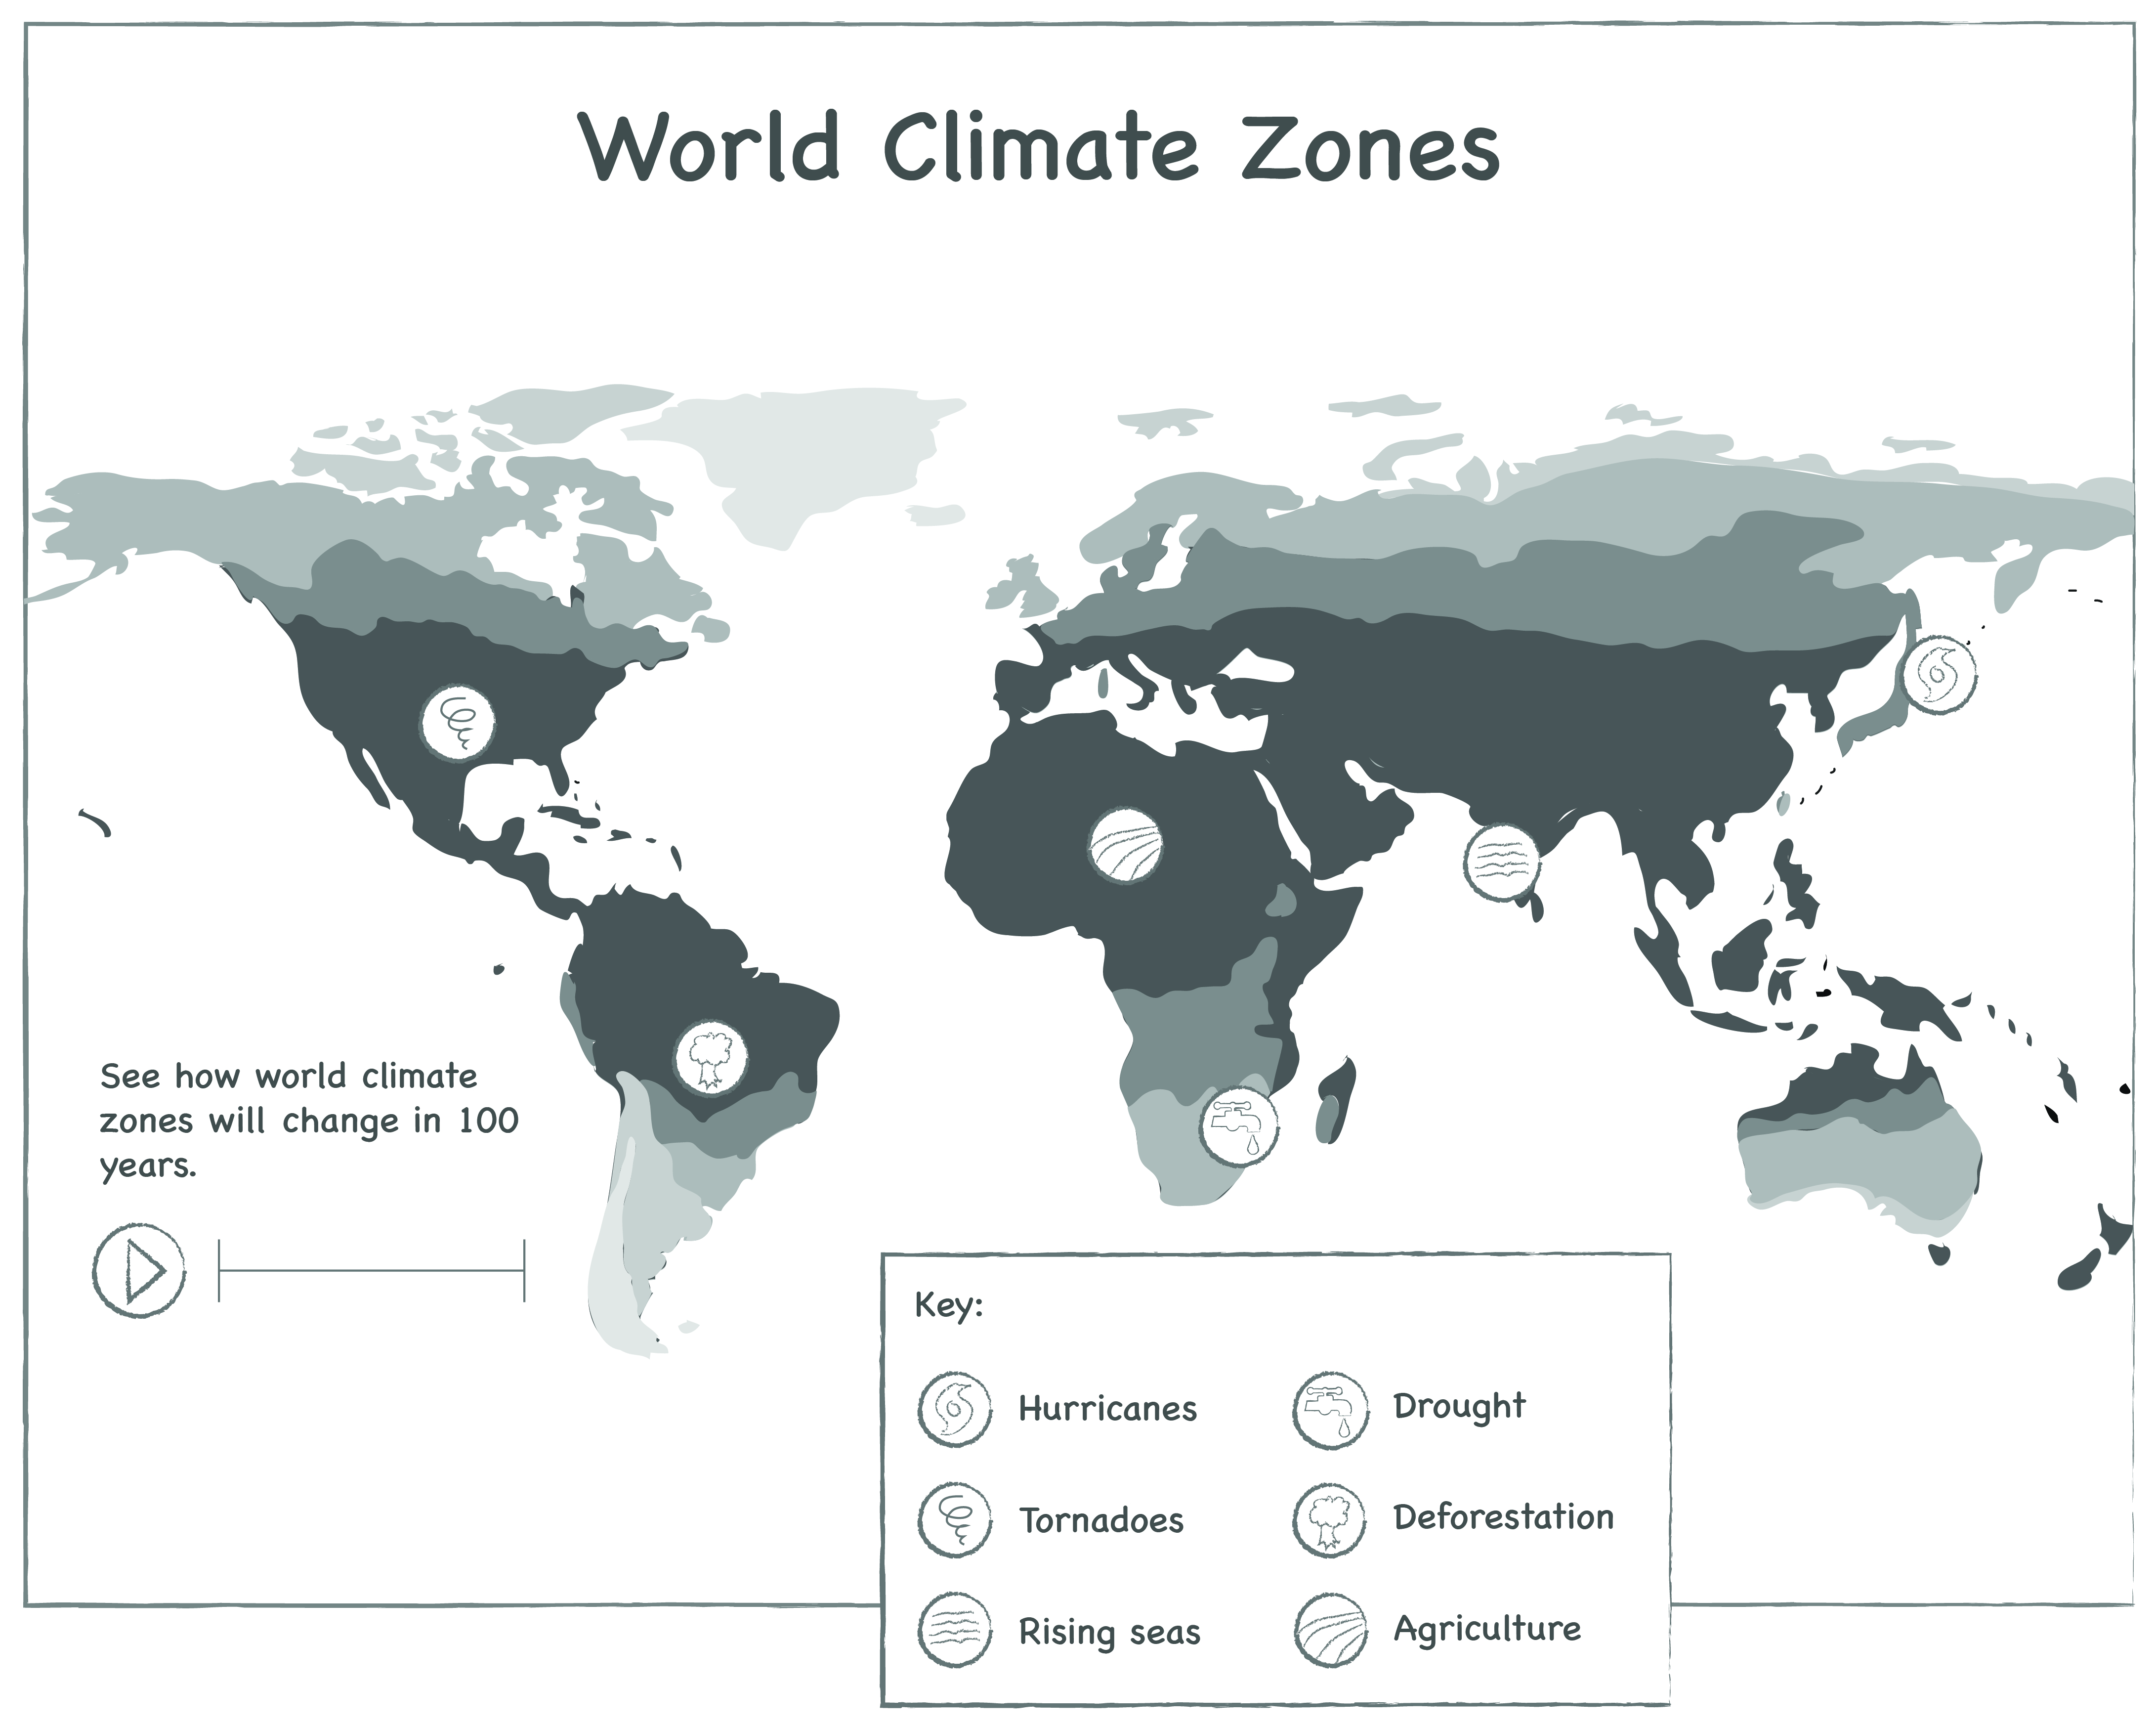 World Climate Zones
See how world climate
zones will change in 100
years.
Key:
Hurricanes
Drought
Tornadoes
Deforestation
Rising seas
Agriculture